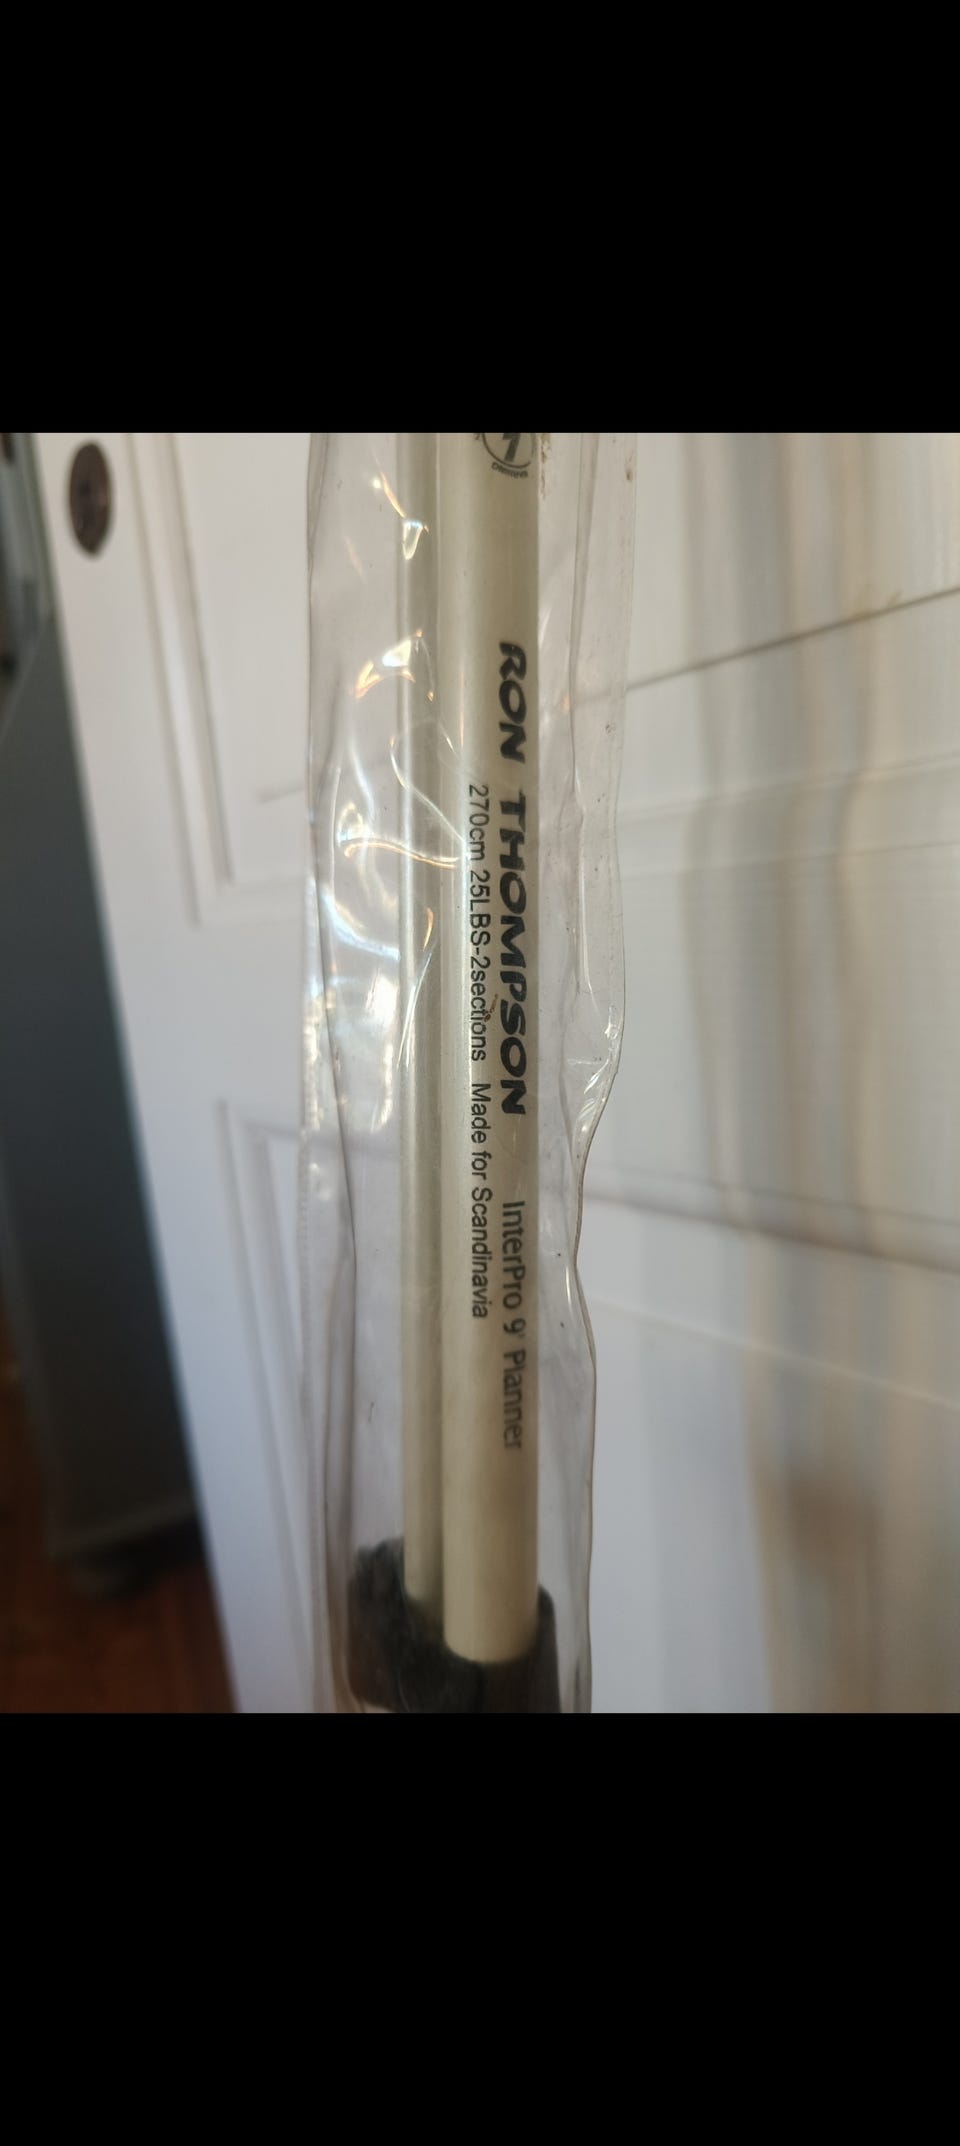 RON THOMPSON InterPro 9' Planner
270cm 25LBS-2sections Made for Scandinavia